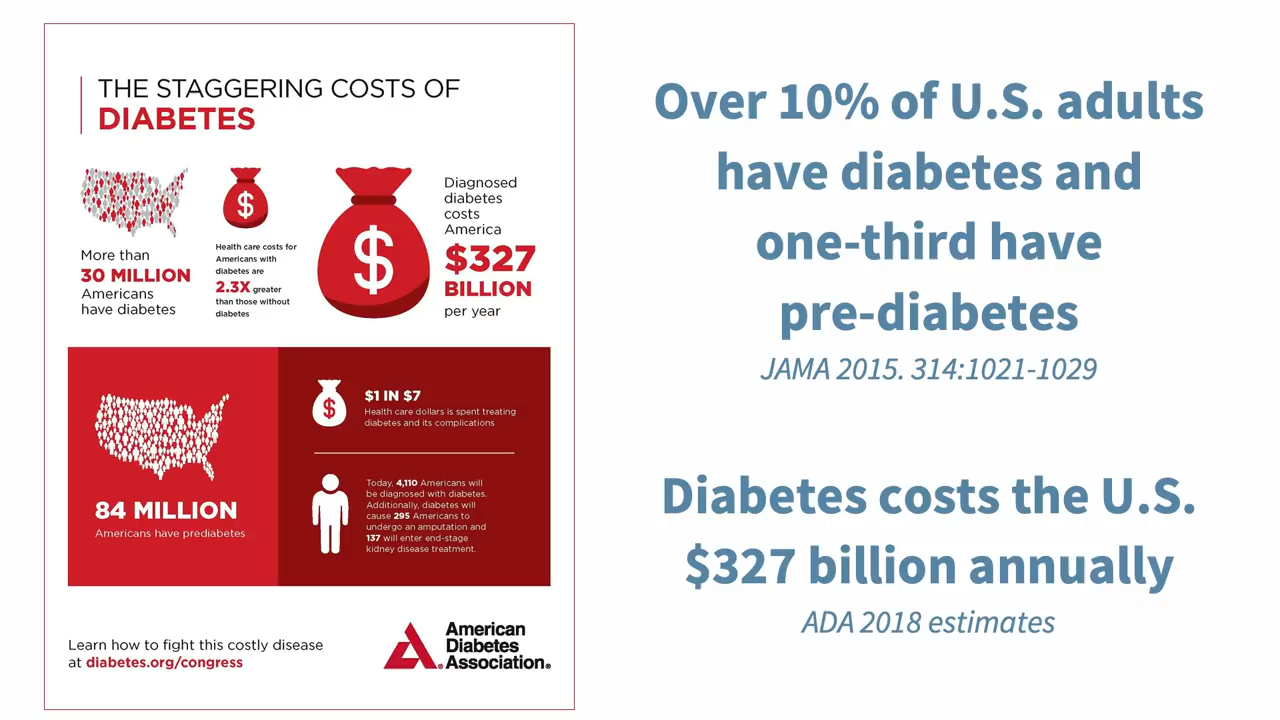 THE STAGGERING COSTS OF
DIABETES
More than
30 MILLION
Americans
have diabetes
$
Health care costs for
Americans with
diabetes are
2.3X greater
than those without
diabetes
$
Diagnosed
diabetes
costs
America
$327
BILLION
per year
84 MILLION
Americans have prediabetes
$
$1 IN $7
Health care dollars is spent treating
diabetes and its complications
Today, 4,110 Americans will
be diagnosed with diabetes.
Additionally, diabetes will
cause 295 Americans to
undergo an amputation and
137 will enter end-stage
kidney disease treatment.
Learn how to fight this costly disease
at diabetes.org/congress
American
Diabetes
Association®
Over 10% of U.S. adults
have diabetes and
one-third have
pre-diabetes
JAMA 2015. 314:1021-1029
Diabetes costs the U.S.
$327 billion annually
ADA 2018 estimates